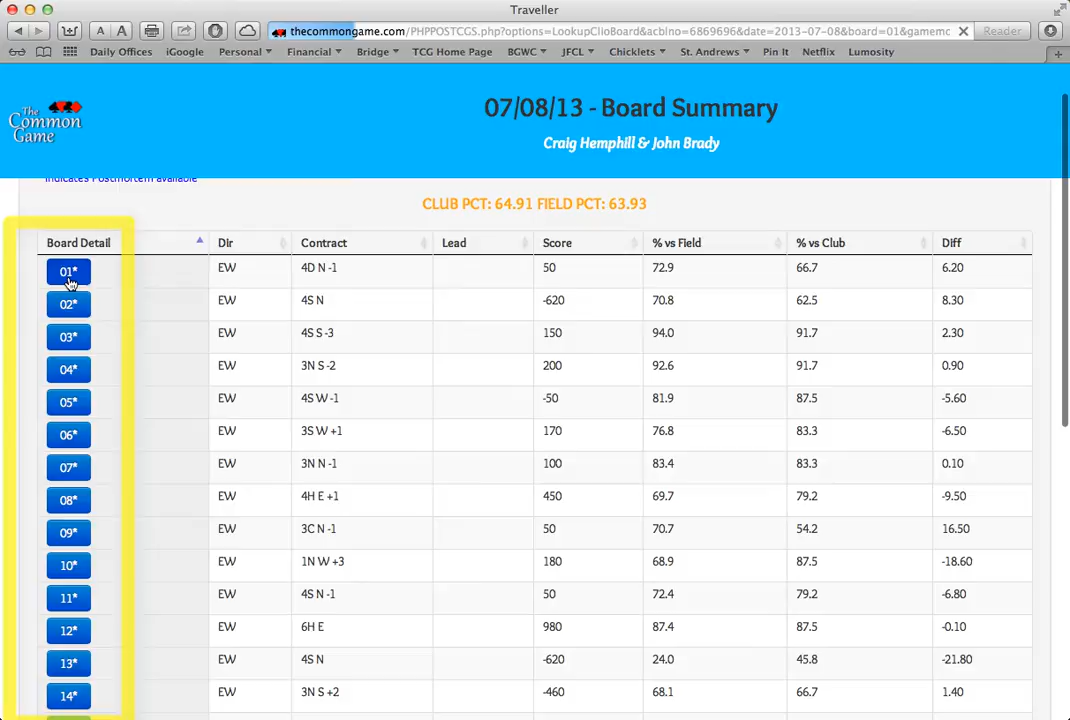 Traveller
A A thecommongame.com/PHPPOSTCGS.php?options=LookupClioBoard&acblno=6869696&date=2013-07-08&board=01&gamemo Reader
Daily Offices iGoogle Personal Financial Bridge TCG Home Page BGWC JFCL Chicklets St. Andrews Pin It Netflix Lumosity
The Common Game
07/08/13 - Board Summary
Craig Hemphill & John Brady
Indicates Postmortem available
CLUB PCT: 64.91 FIELD PCT: 63.93
Board Detail Dir Contract Lead Score % vs Field % vs Club Diff
01* EW 4D N -1 50 72.9 66.7 6.20
02* EW 4S N -620 70.8 62.5 8.30
03* EW 4S S -3 150 94.0 91.7 2.30
04* EW 3N S -2 200 92.6 91.7 0.90
05* EW 4S W -1 -50 81.9 87.5 -5.60
06* EW 3S W +1 170 76.8 83.3 -6.50
07* EW 3N N -1 100 83.4 83.3 0.10
08* EW 4H E +1 450 69.7 79.2 -9.50
09* EW 3C N -1 50 70.7 54.2 16.50
10* EW 1N W +3 180 68.9 87.5 -18.60
11* EW 4S N -1 50 72.4 79.2 -6.80
12* EW 6H E 980 87.4 87.5 -0.10
13* EW 4S N -620 24.0 45.8 -21.80
14* EW 3N S +2 -460 68.1 66.7 1.40